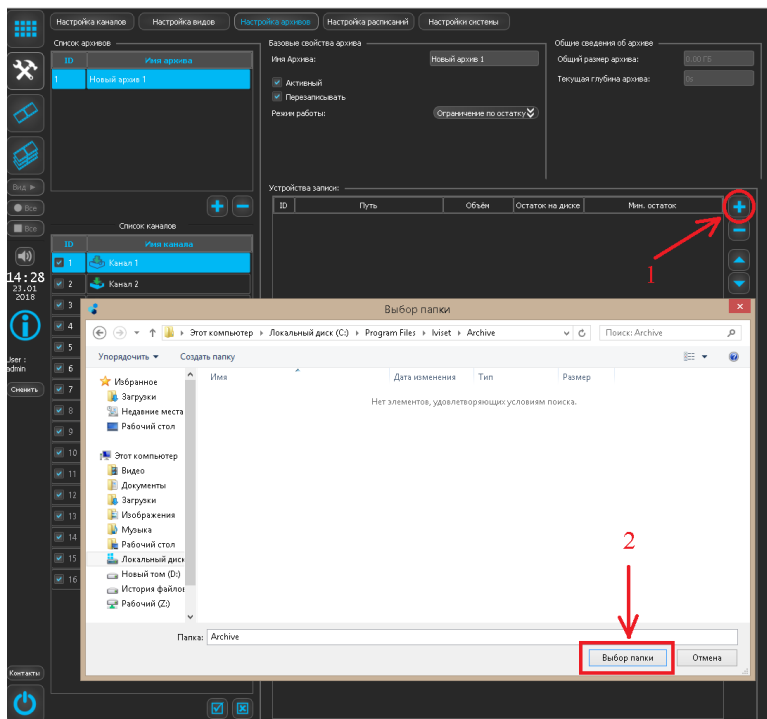 Настройка каналов
Настройка видов
Настройка архивов
Настройка расписаний
Настройки системы
Список архивов
ID
Имя архива
1
Новый архив 1
Базовые свойства архива
Имя Архива:
Новый архив 1
Активный
Перезаписывать
Режим работы:
Ограничение по остатку
Общие сведения об архиве
Общий размер архива:
0.00 ГБ
Текущая глубина архива:
0s
Вид
Все
Все
14:28
23.01
2018
User :
admin
Сменить
Контакты
Устройства записи:
ID
Путь
Объём
Остаток на диске
Мин. остаток
1
Список каналов
ID
Имя канала
1
Канал 1
2
Канал 2
3
4
5
6
7
8
9
10
11
12
13
14
15
16
Выбор папки
Этот компьютер
Локальный диск (C:)
Program Files
lviset
Archive
Поиск: Archive
Упорядочить
Создать папку
Избранное
Загрузки
Недавние места
Рабочий стол
Этот компьютер
Видео
Документы
Загрузки
Изображения
Музыка
Рабочий стол
Локальный диск
Новый том (D:)
История файлов
Рабочий (Z:)
Имя
Дата изменения
Тип
Размер
Нет элементов, удовлетворяющих условиям поиска.
2
Папка:
Archive
Выбор папки
Отмена